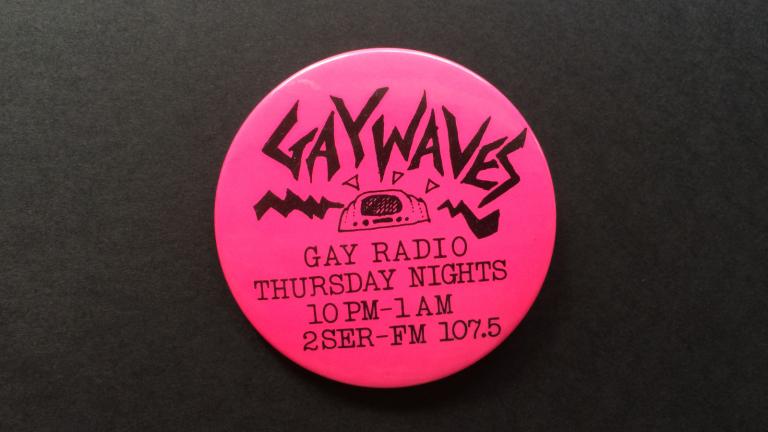 GAYWAVES
GAY RADIO
THURSDAY NIGHTS
10 PM-1 AM
2SER-FM 107.5